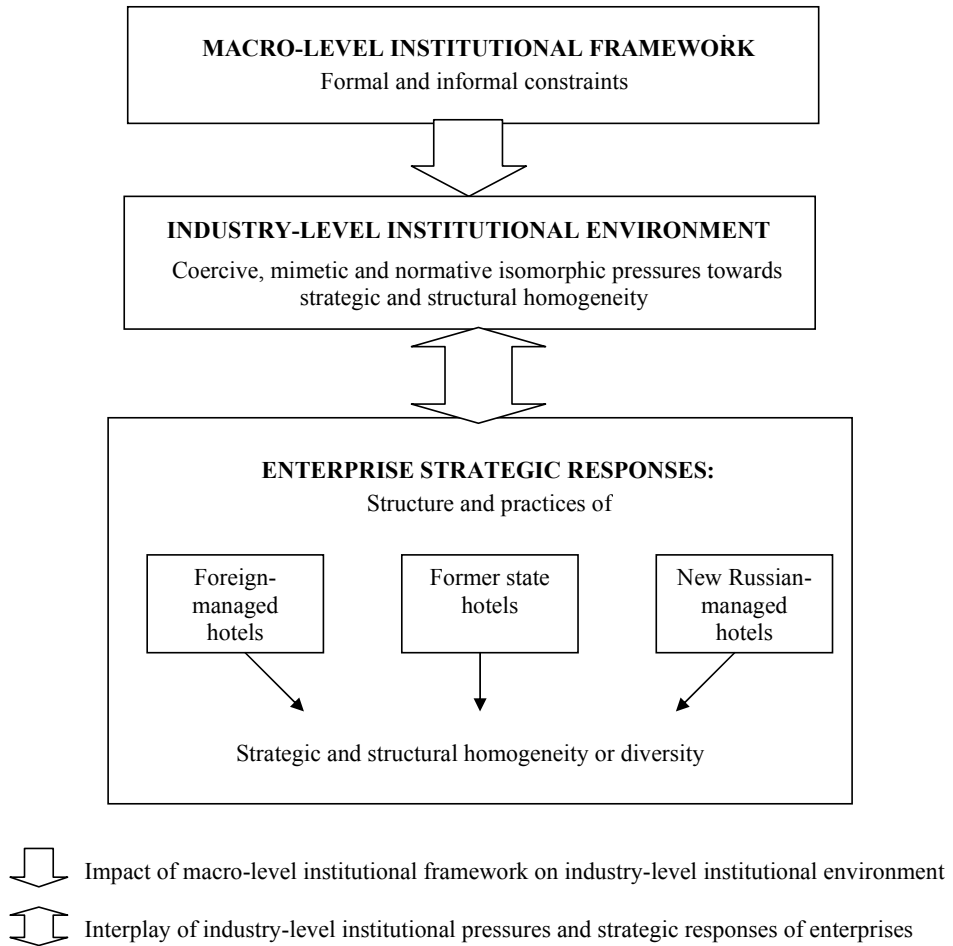 MACRO-LEVEL INSTITUTIONAL FRAMEWORK
Formal and informal constraints
INDUSTRY-LEVEL INSTITUTIONAL ENVIRONMENT
Coercive, mimetic and normative isomorphic pressures towards
strategic and structural homogeneity
ENTERPRISE STRATEGIC RESPONSES:
Structure and practices of
Foreign-
managed
hotels
Former state
hotels
New Russian-
managed
hotels
Strategic and structural homogeneity or diversity
Impact of macro-level institutional framework on industry-level institutional environment
Interplay of industry-level institutional pressures and strategic responses of enterprises